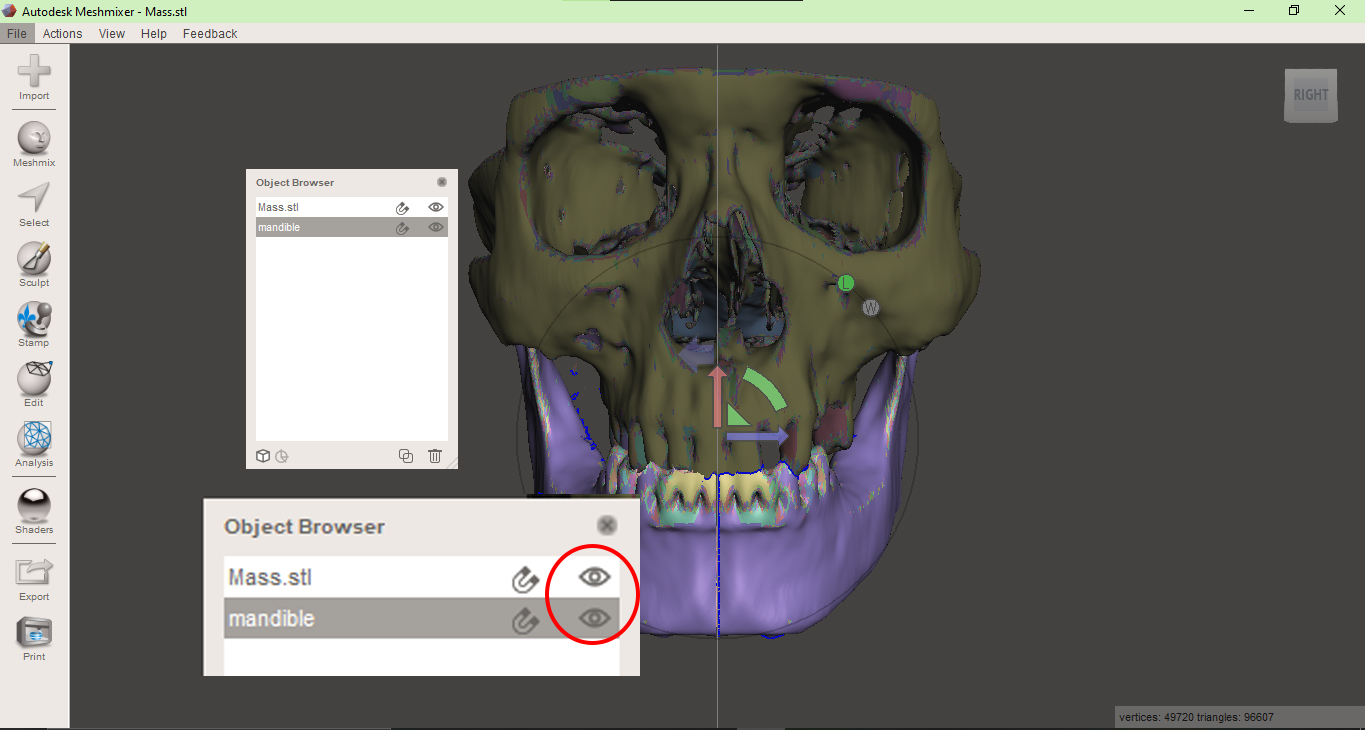 Autodesk Meshmixer - Mass.stl
File Actions View Help Feedback
Import
Meshmix
Select
Sculpt
Stamp
Edit
Analysis
Shaders
Export
Print
Object Browser
Mass.stl
mandible
RIGHT
L
W
Object Browser
Mass.stl
mandible
vertices: 49720 triangles: 96607